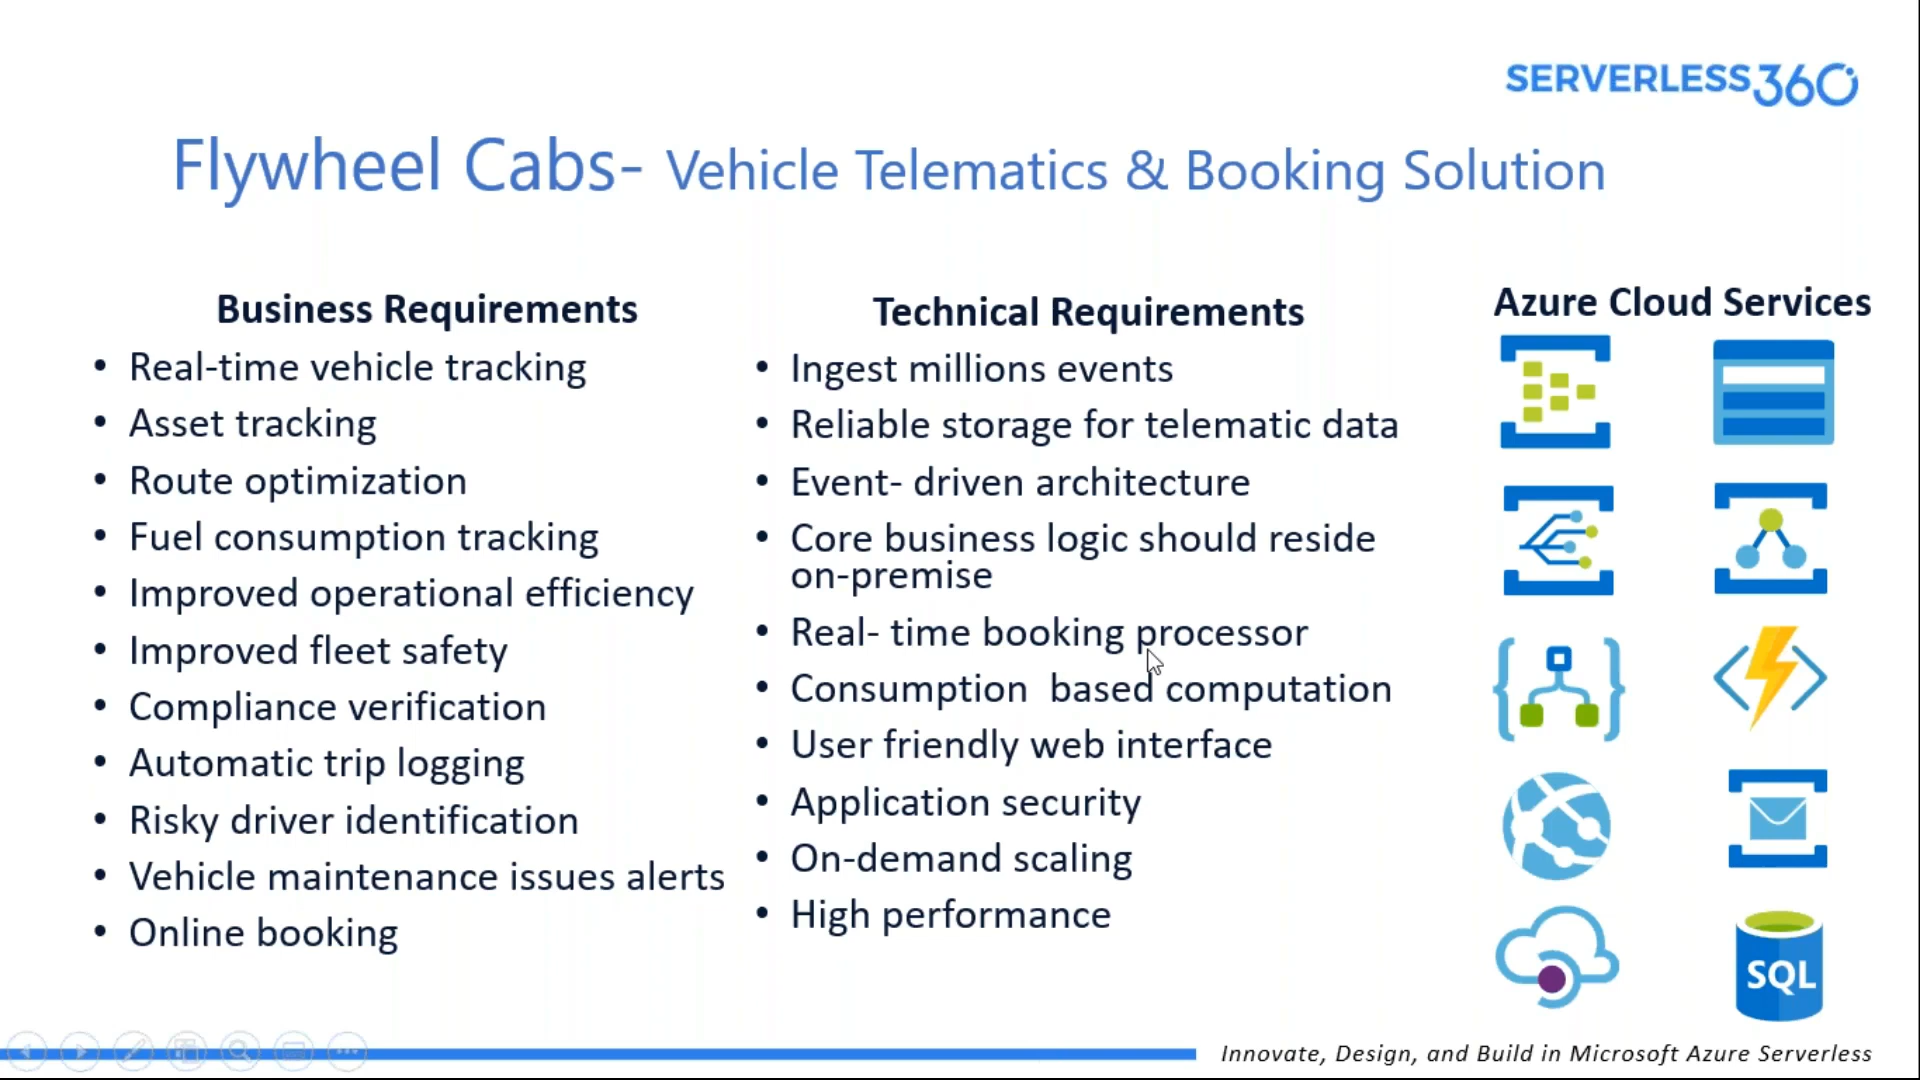 SERVERLESS360
Flywheel Cabs- Vehicle Telematics & Booking Solution
Business Requirements
• Real-time vehicle tracking
• Asset tracking
• Route optimization
• Fuel consumption tracking
• Improved operational efficiency
• Improved fleet safety
• Compliance verification
• Automatic trip logging
• Risky driver identification
• Vehicle maintenance issues alerts
• Online booking
Technical Requirements
• Ingest millions events
• Reliable storage for telematic data
• Event- driven architecture
• Core business logic should reside
on-premise
• Real- time booking processor
• Consumption  based computation
• User friendly web interface
• Application security
• On-demand scaling
• High performance
Azure Cloud Services
SQL
Innovate, Design, and Build in Microsoft Azure Serverless